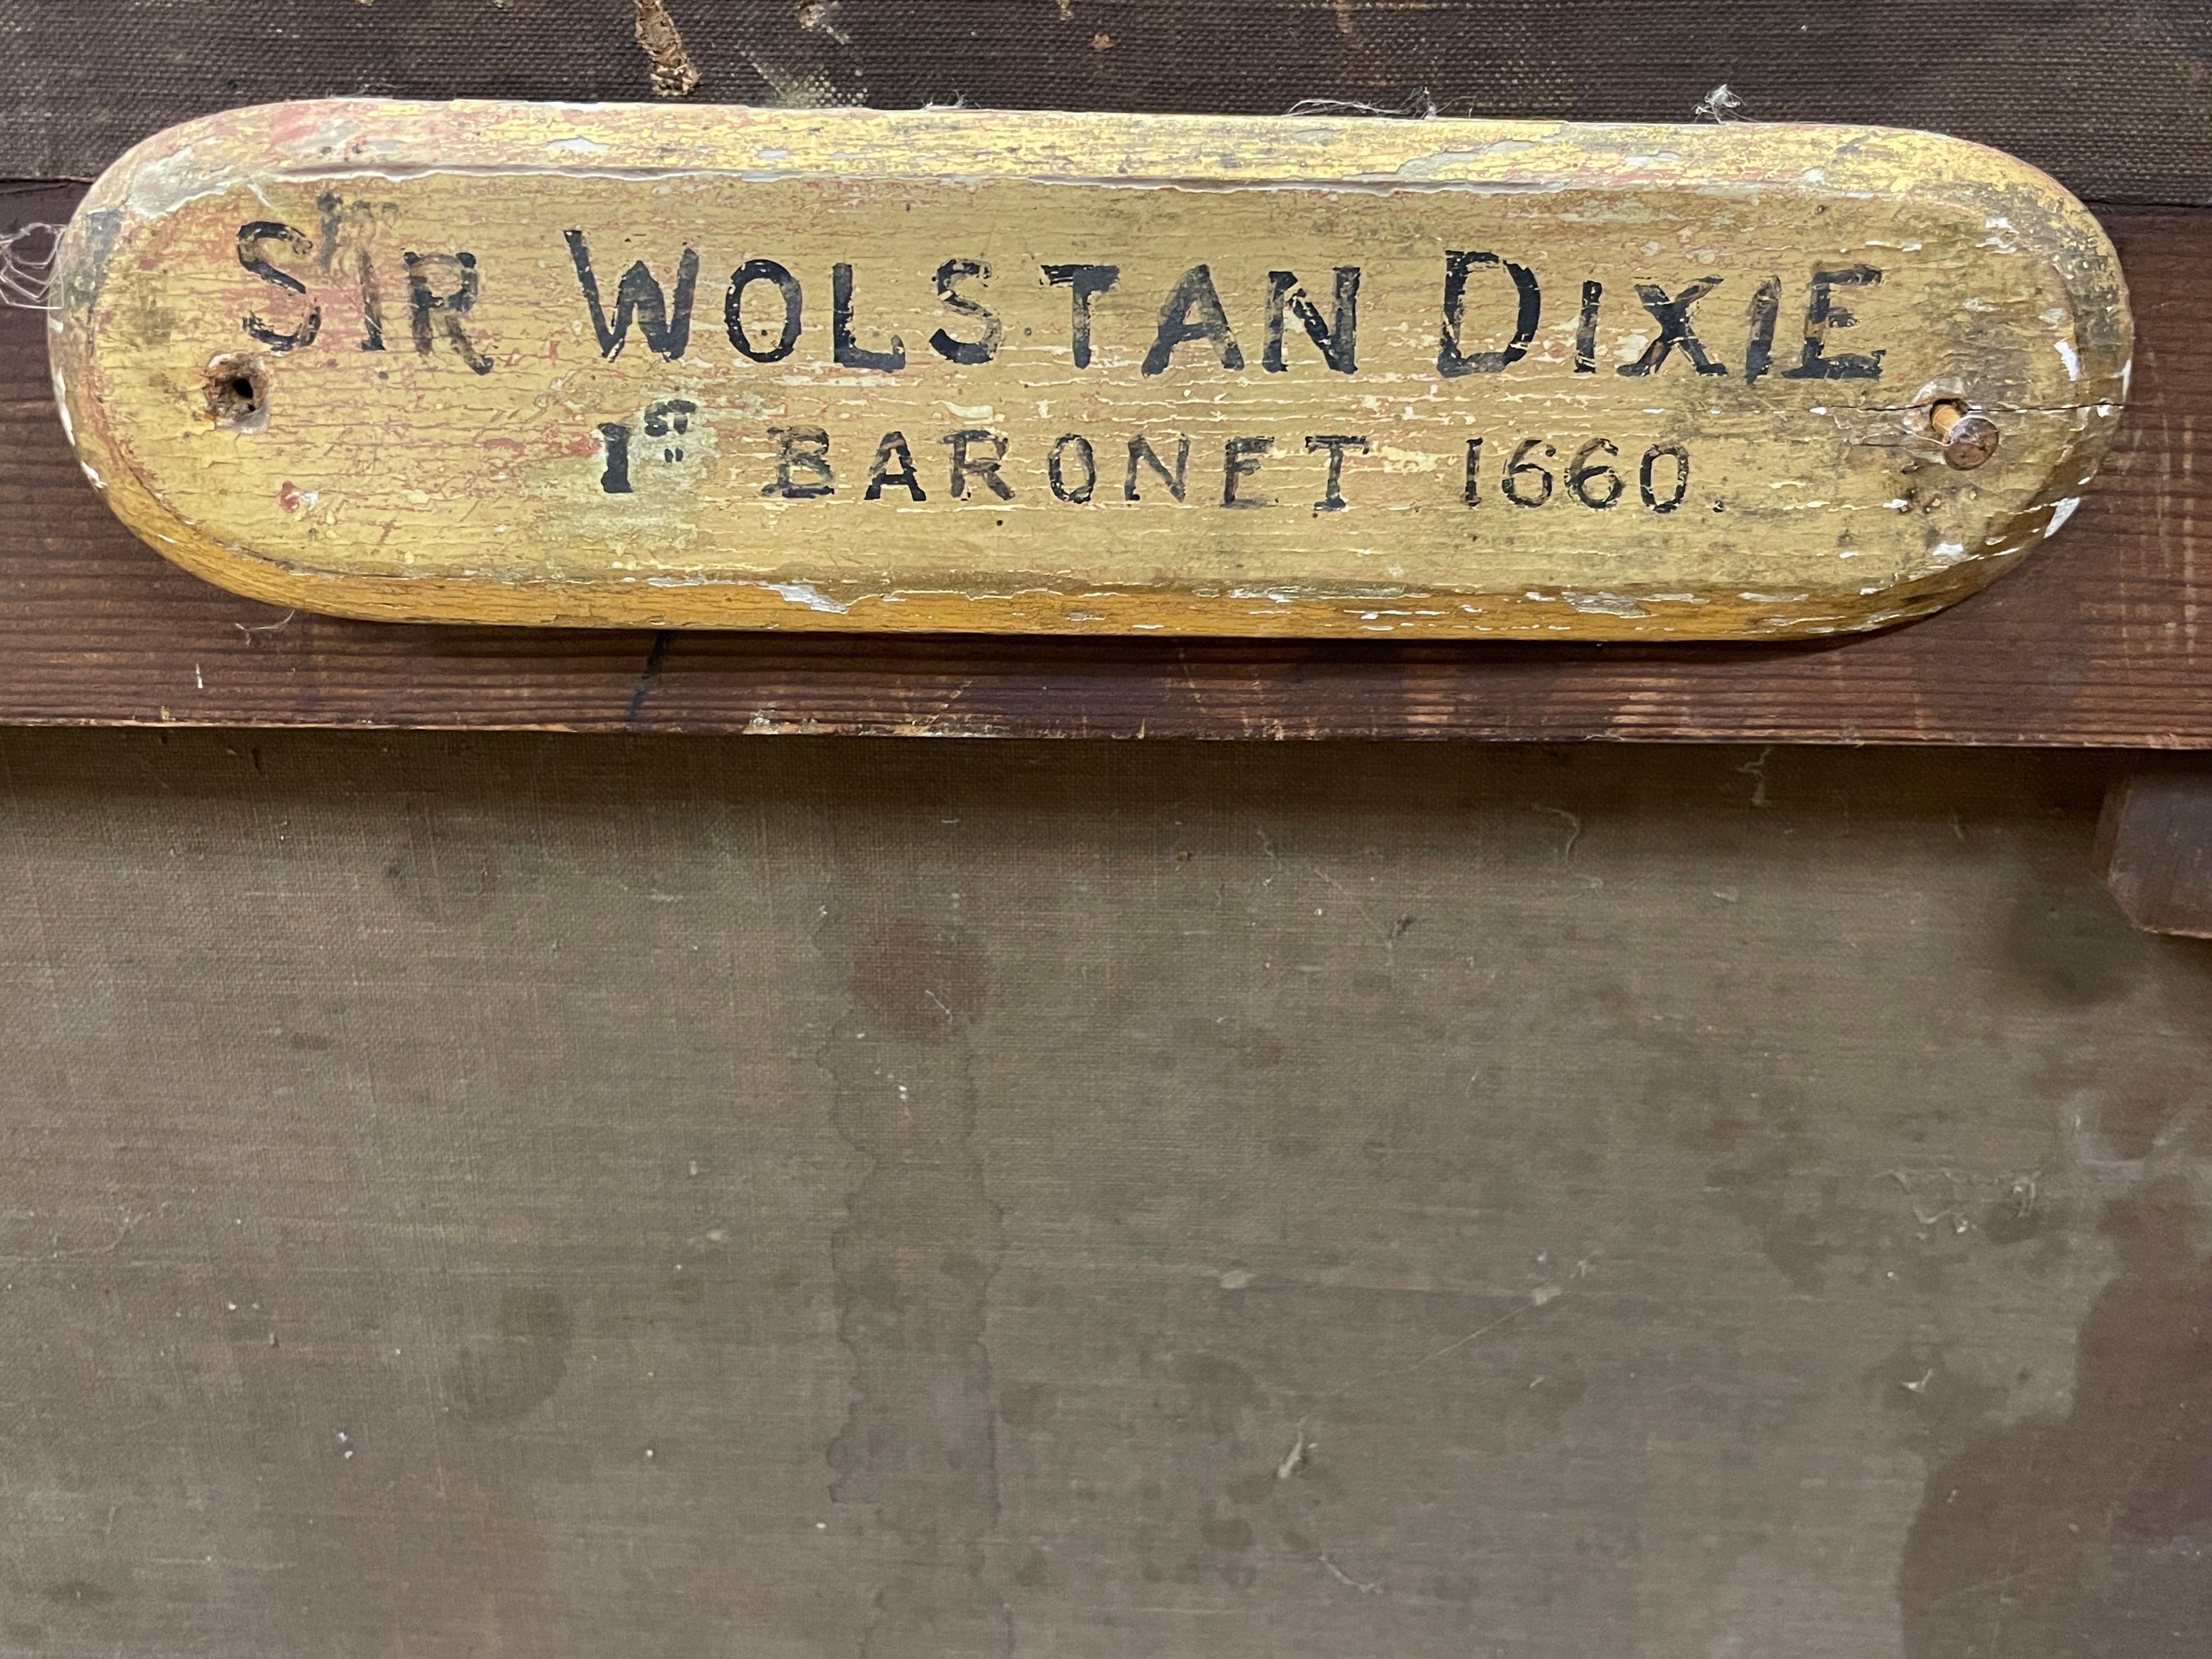 SIR WOLSTAN DIXIE
1ST BARONET 1660.